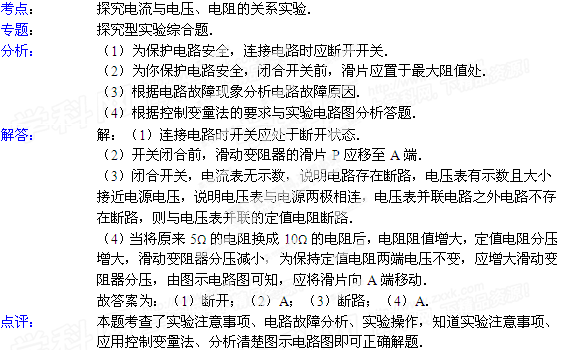 考点： 探究电流与电压、电阻的关系实验．
专题： 探究型实验综合题．
分析： （1）为保护电路安全，连接电路时应断开开关．
（2）为你保护电路安全，闭合开关前，滑片应置于最大阻值处．
（3）根据电路故障现象分析电路故障原因．
（4）根据控制变量法的要求与实验电路图分析答题．
解答： 解：（1）连接电路时开关应处于断开状态．
（2）开关闭合前，滑动变阻器的滑片 P 应移至 A 端．
（3）闭合开关，电流表无示数，说明电路存在断路，电压表有示数且大小
接近电源电压，说明电压表与电源两极相连，电压表并联电路之外电路不存
在断路，则与电压表并联的定值电阻断路．
（4）当将原来 5Ω 的电阻换成 10Ω 的电阻后，电阻阻值增大，定值电阻分压
增大，滑动变阻器分压减小，为保持定值电阻两端电压不变，应增大滑动变
阻器分压，由图示电路图可知，应将滑片向 A 端移动．
故答案为：（1）断开；（2）A；（3）断路；（4）A．
点评： 本题考查了实验注意事项、电路故障分析、实验操作，知道实验注意事项、
应用控制变量法、分析清楚图示电路图即可正确解题．